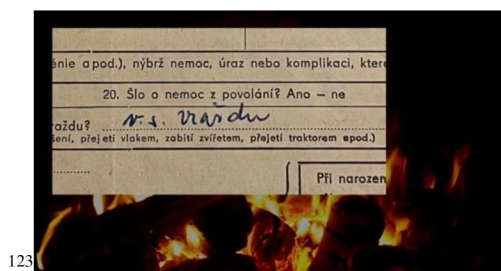 énie apod.), nýbrž nemoc, úraz nebo komplikaci, které
20. Šlo o nemoc z povolání? Ano – ne
raždu? v. s. vraždu
šení, přejetí vlakem, zabití zvířetem, přejetí traktorem apod.)
Při narozen
123